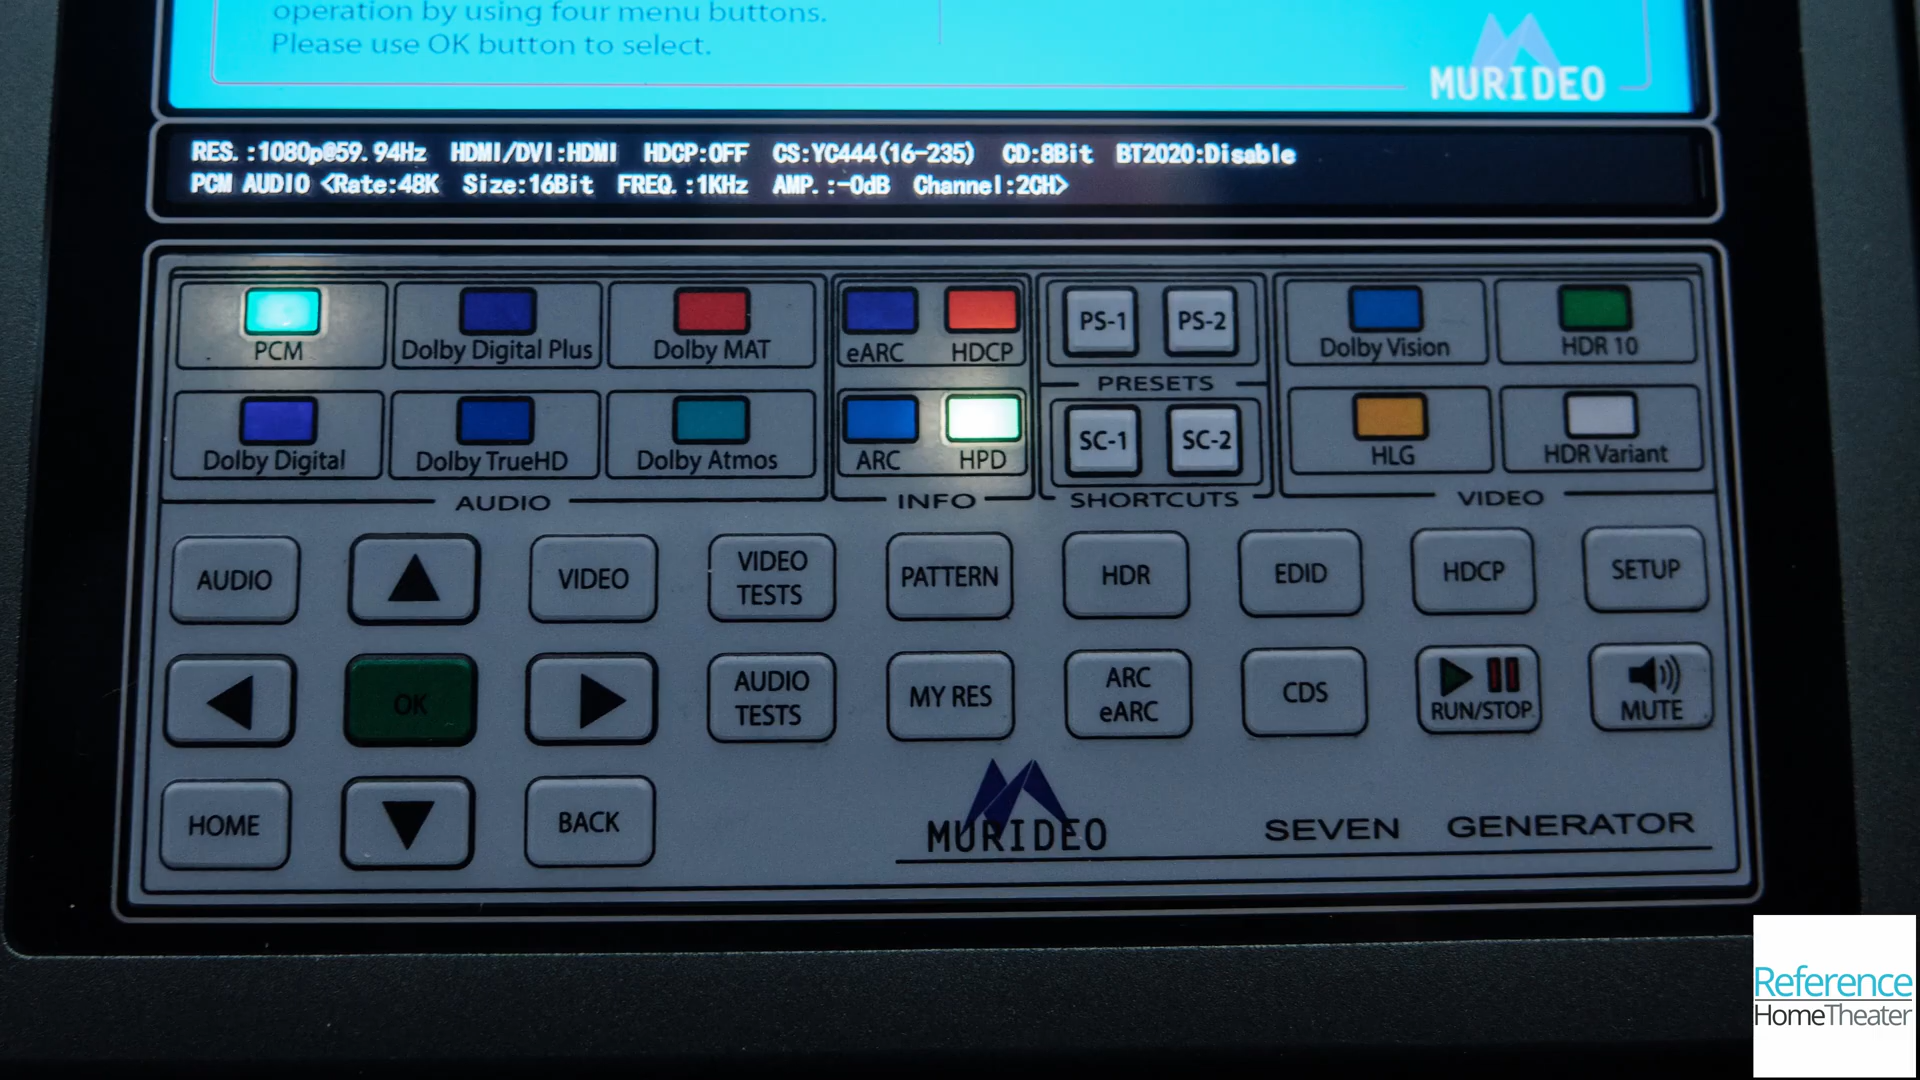 operation by using four menu buttons.
Please use OK button to select.
MURIDEO
RES.:1080p@59.94Hz HDMI/DVI:HDMI HDCP:OFF CS:YC444(16-235) CD:8Bit BT2020:Disable
PCM AUDIO <Rate:48K Size:16Bit FREQ.:1KHz AMP.:-0dB Channel:2CH>
PCM Dolby Digital Plus Dolby MAT
Dolby Digital Dolby TrueHD Dolby Atmos
AUDIO
eARC HDCP
ARC HPD
INFO
PS-1 PS-2
PRESETS
SC-1 SC-2
SHORTCUTS
Dolby Vision HDR 10
HLG HDR Variant
VIDEO
AUDIO
VIDEO
VIDEO
TESTS
PATTERN
HDR
EDID
HDCP
SETUP
OK
AUDIO
TESTS
MY RES
ARC
eARC
CDS
RUN/STOP
MUTE
HOME
BACK
MURIDEO
SEVEN GENERATOR
Reference
HomeTheater